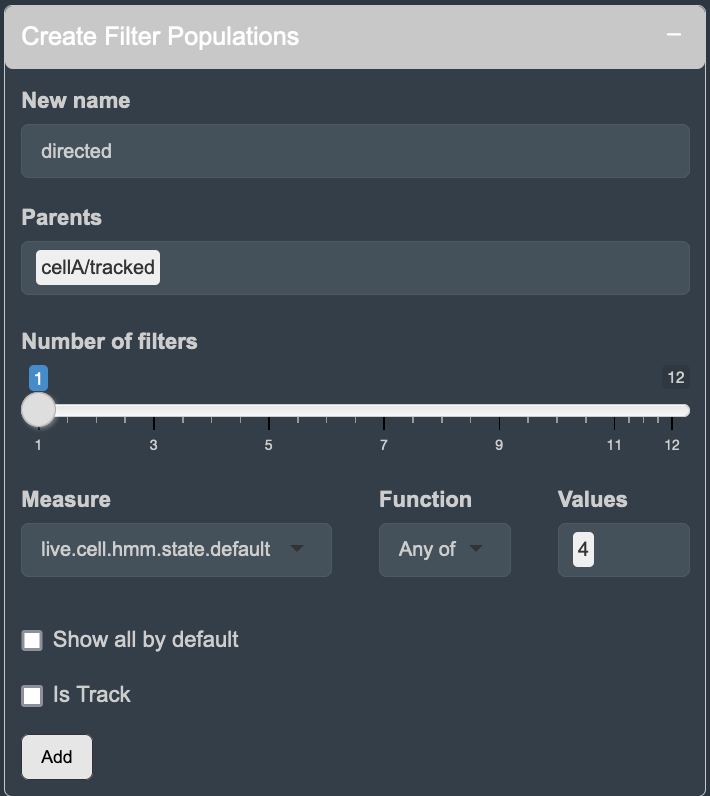 Create Filter Populations −
New name
directed
Parents
cellA/tracked
Number of filters
1 12
1 3 5 7 9 11 12
Measure Function Values
live.cell.hmm.state.default Any of 4
Show all by default
Is Track
Add